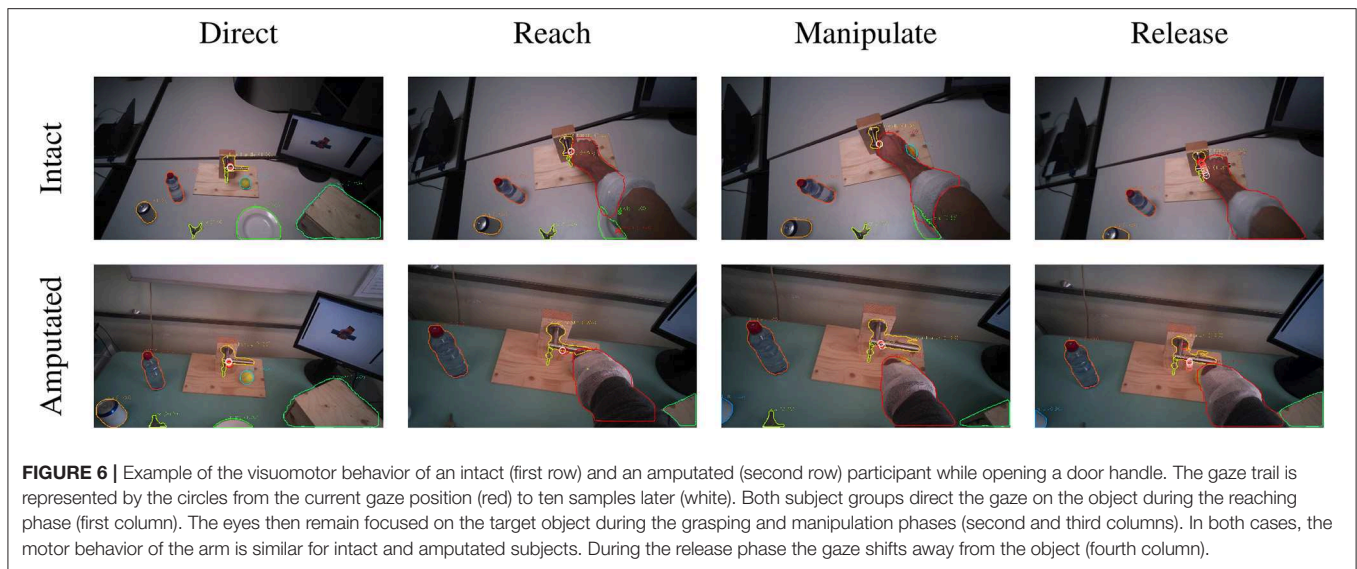 Direct Reach Manipulate Release
Intact
Amputated
FIGURE 6 | Example of the visuomotor behavior of an intact (first row) and an amputated (second row) participant while opening a door handle. The gaze trail is
represented by the circles from the current gaze position (red) to ten samples later (white). Both subject groups direct the gaze on the object during the reaching
phase (first column). The eyes then remain focused on the target object during the grasping and manipulation phases (second and third columns). In both cases, the
motor behavior of the arm is similar for intact and amputated subjects. During the release phase the gaze shifts away from the object (fourth column).